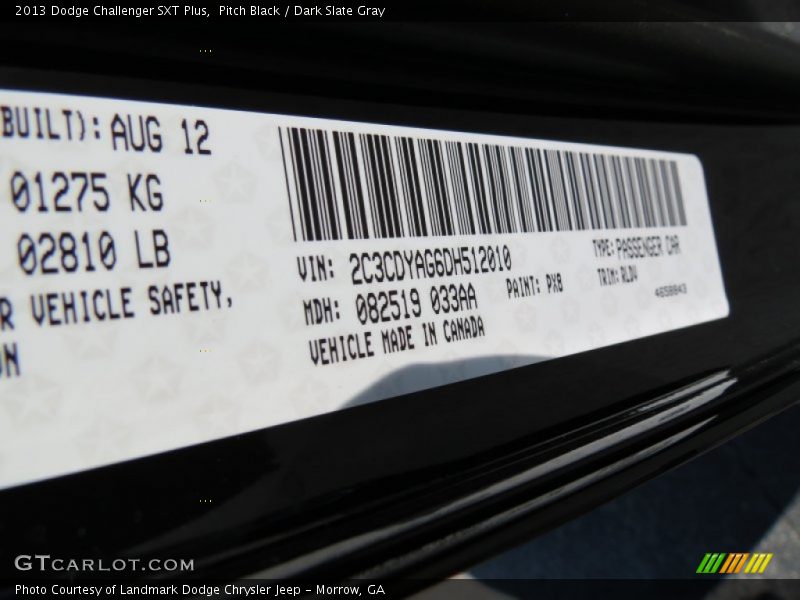 2013 Dodge Challenger SXT Plus,  Pitch Black / Dark Slate Gray
BUILT): AUG 12
01275 KG
02810 LB
R VEHICLE SAFETY,
VIN: 2C3CDYAG6DH512010
TYPE: PASSENGER CAR
MDH: 082519 033AA
PAINT: PX8
TRIM: RLDV
VEHICLE MADE IN CANADA
GTCARLOT.COM
Photo Courtesy of Landmark Dodge Chrysler Jeep - Morrow, GA